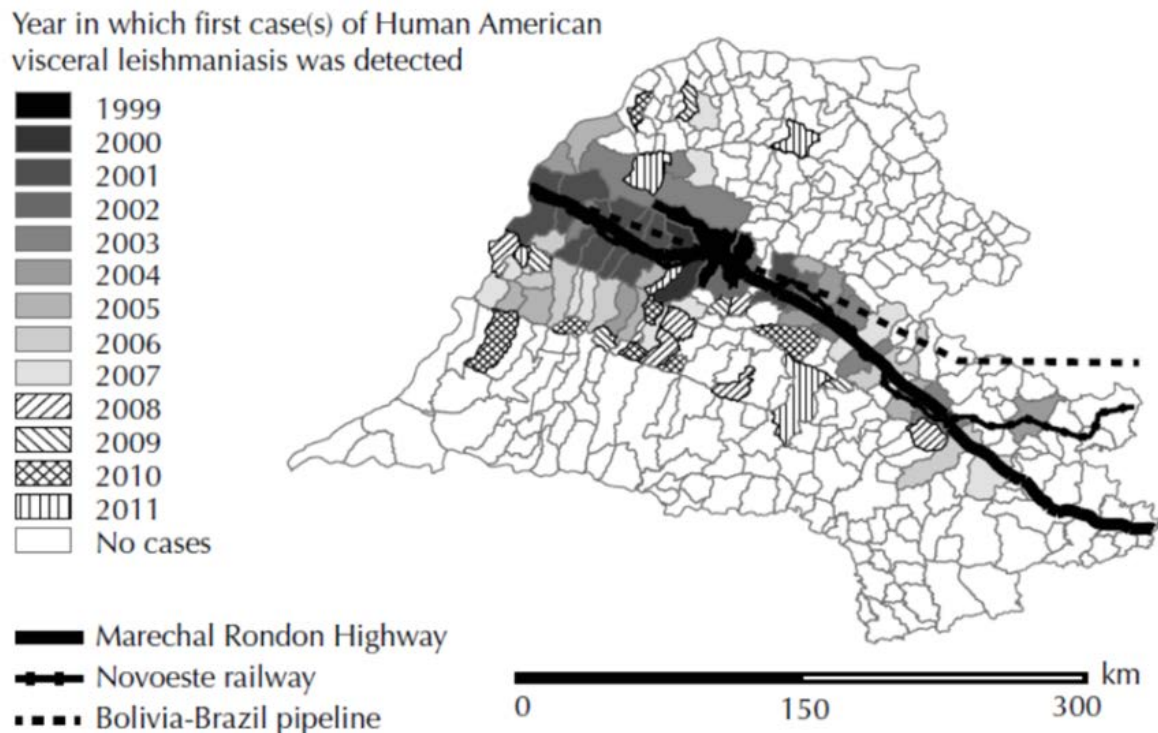 Year in which first case(s) of Human American
visceral leishmaniasis was detected
1999
2000
2001
2002
2003
2004
2005
2006
2007
2008
2009
2010
2011
No cases
Marechal Rondon Highway
Novoeste railway
Bolivia-Brazil pipeline
km
0 150 300